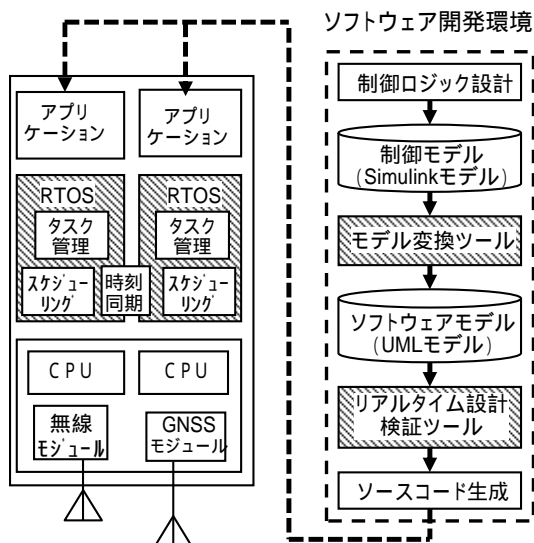 ソフトウェア開発環境
アプリ
ケーション
アプリ
ケーション
RTOS
タスク
管理
スケジュー
リング
RTOS
タスク
管理
スケジュー
リング
時刻
同期
CPU
CPU
無線
モジュール
GNSS
モジュール
制御ロジック設計
制御モデル
(Simulinkモデル)
モデル変換ツール
ソフトウェアモデル
(UMLモデル)
リアルタイム設計
検証ツール
ソースコード生成